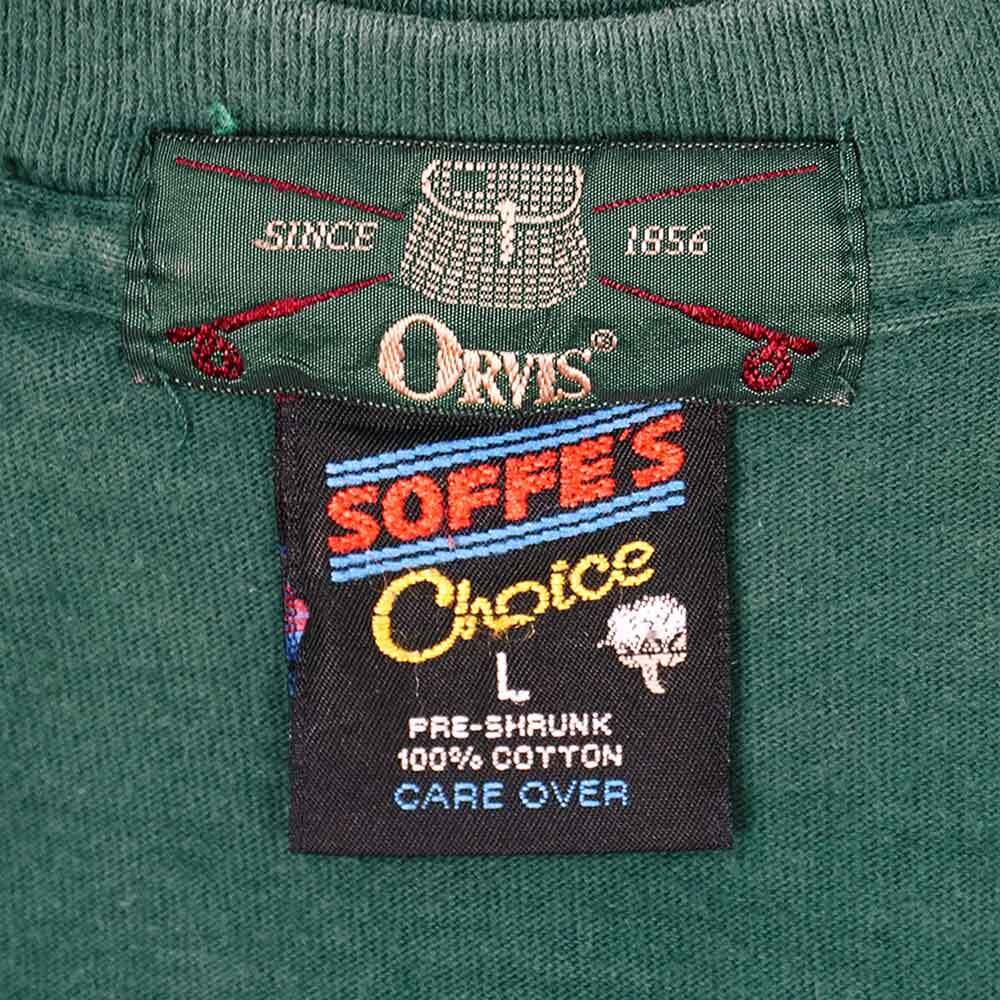 SINCE 1856
ORVIS®
SOFFE'S
Choice
L
PRE-SHRUNK
100% COTTON
CARE OVER